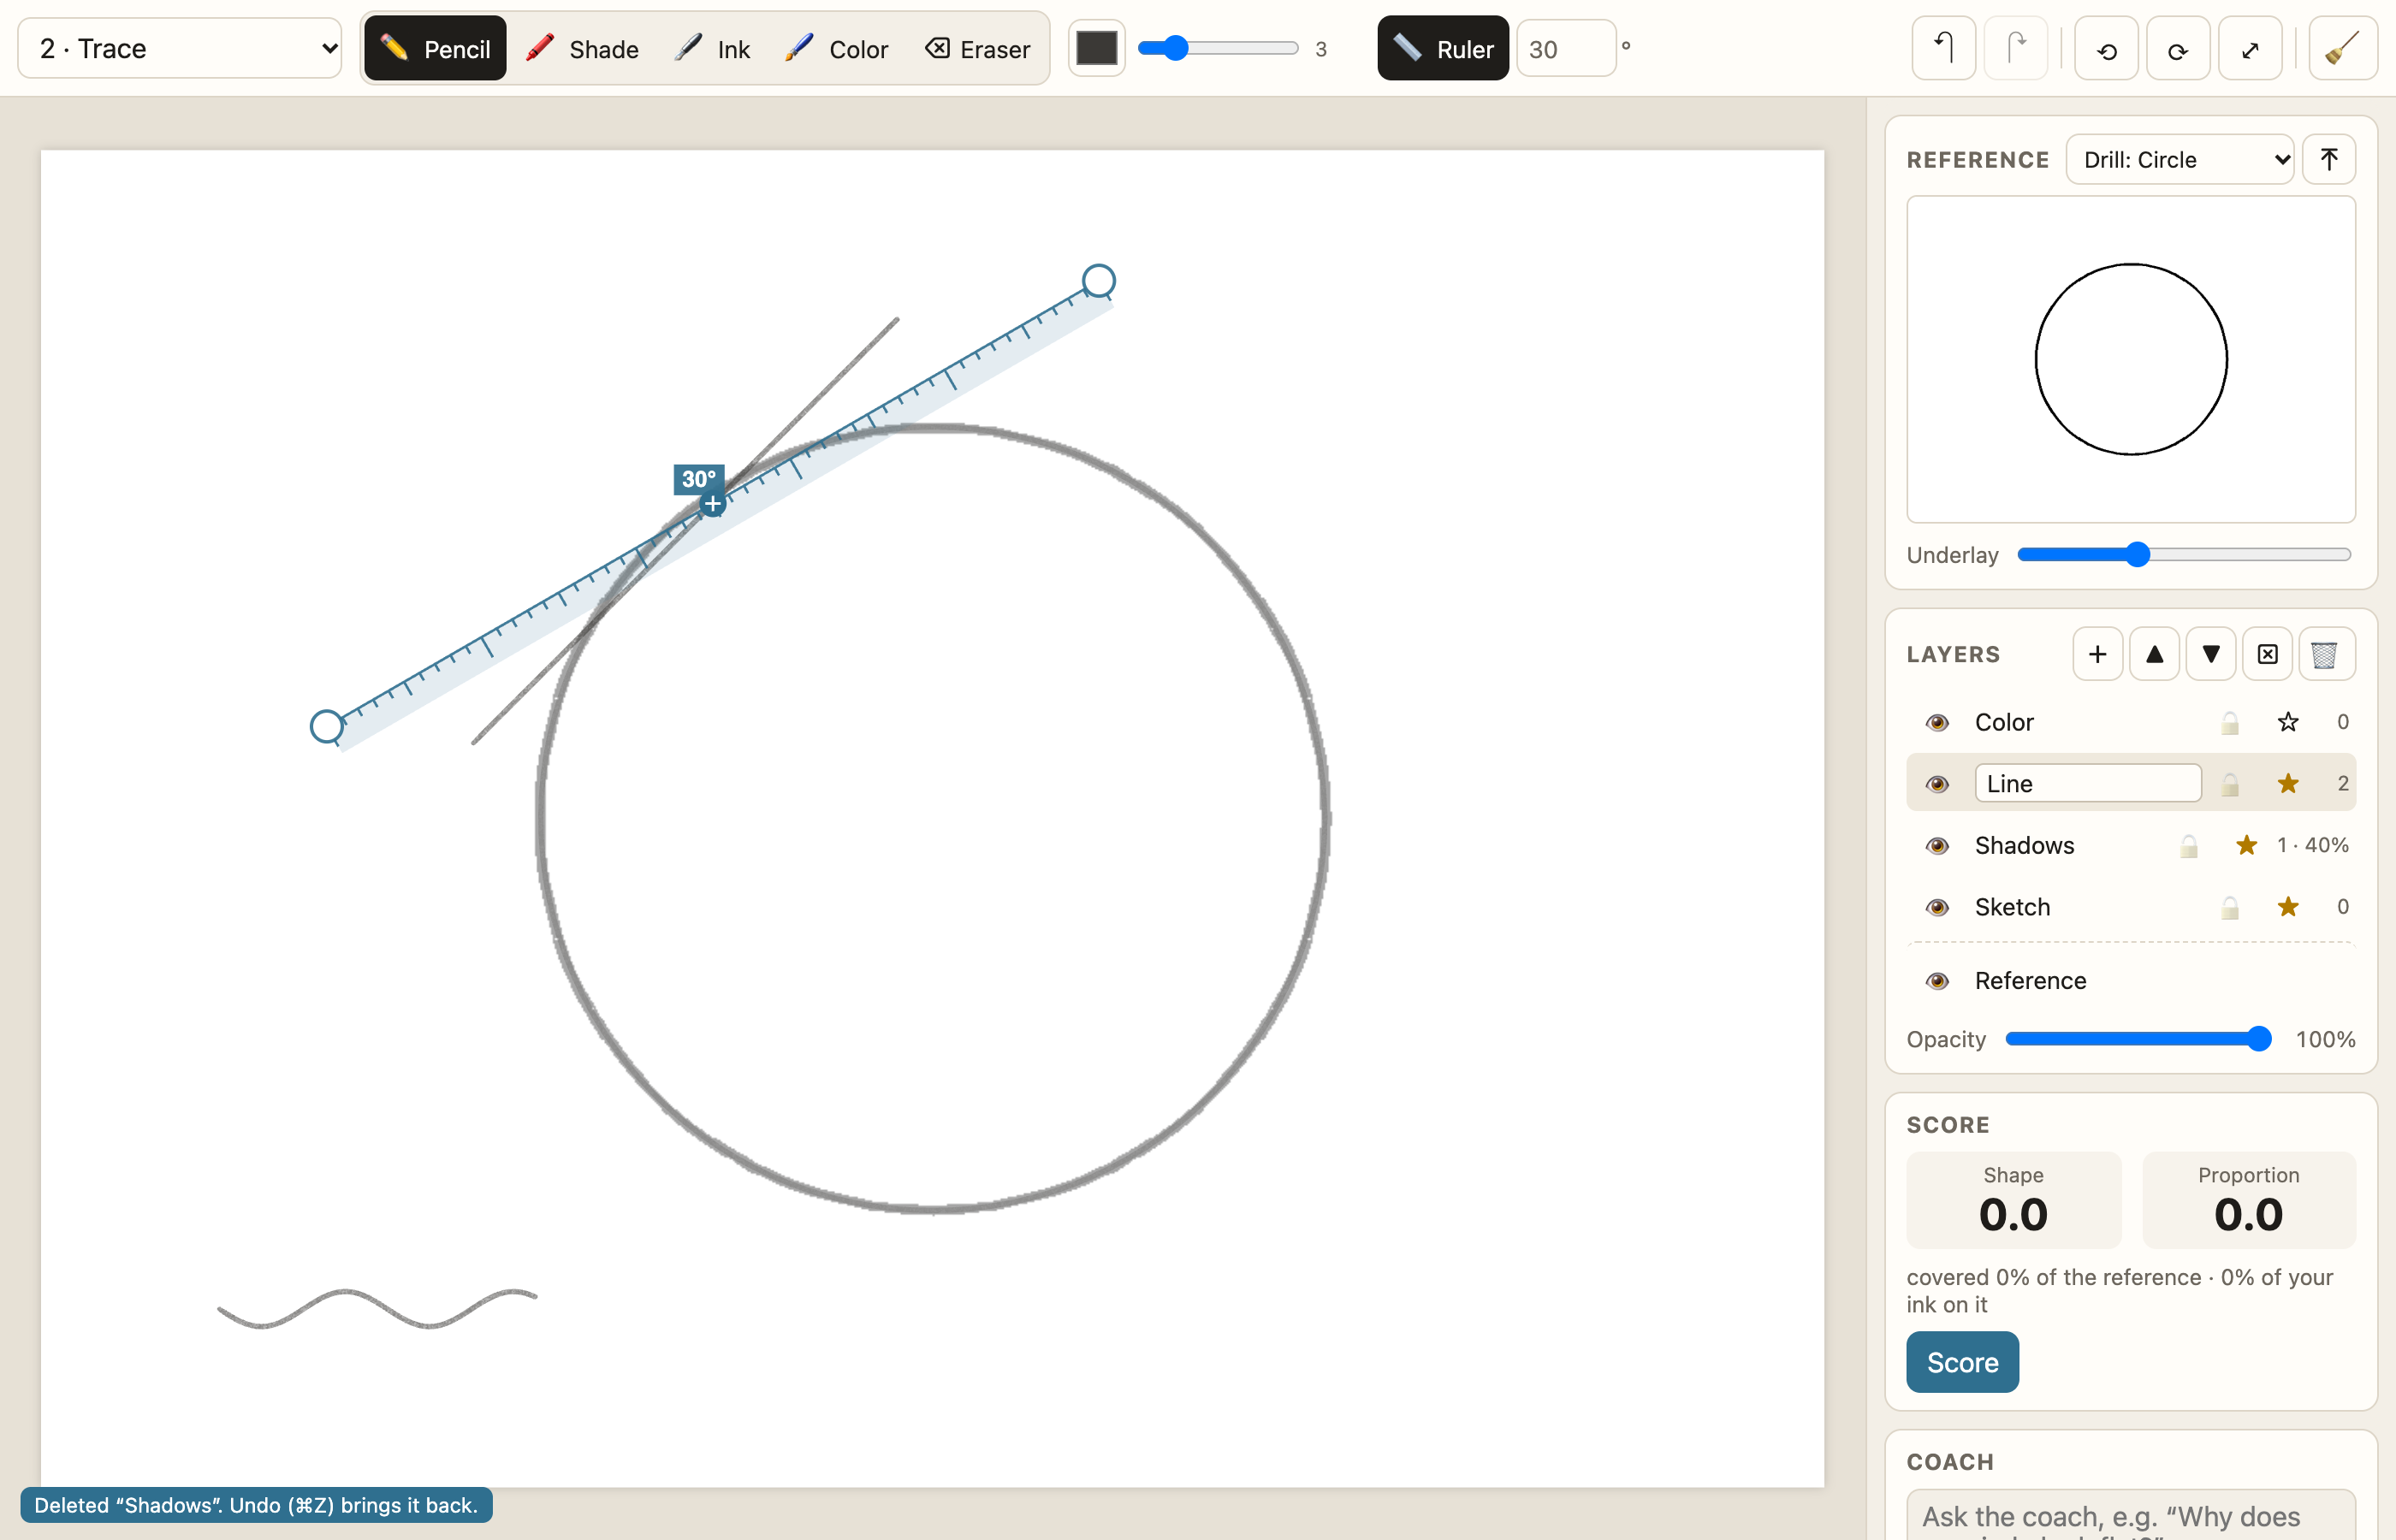 2 · Trace
Pencil
Shade
Ink
Color
Eraser
3
Ruler
30
°
REFERENCE
Drill: Circle
Underlay
30°
LAYERS
Color 0
Line 2
Shadows 1 · 40%
Sketch 0
Reference
Opacity 100%
SCORE
Shape
0.0
Proportion
0.0
covered 0% of the reference · 0% of your
ink on it
Score
COACH
Ask the coach, e.g. “Why does
Deleted “Shadows”. Undo (⌘Z) brings it back.